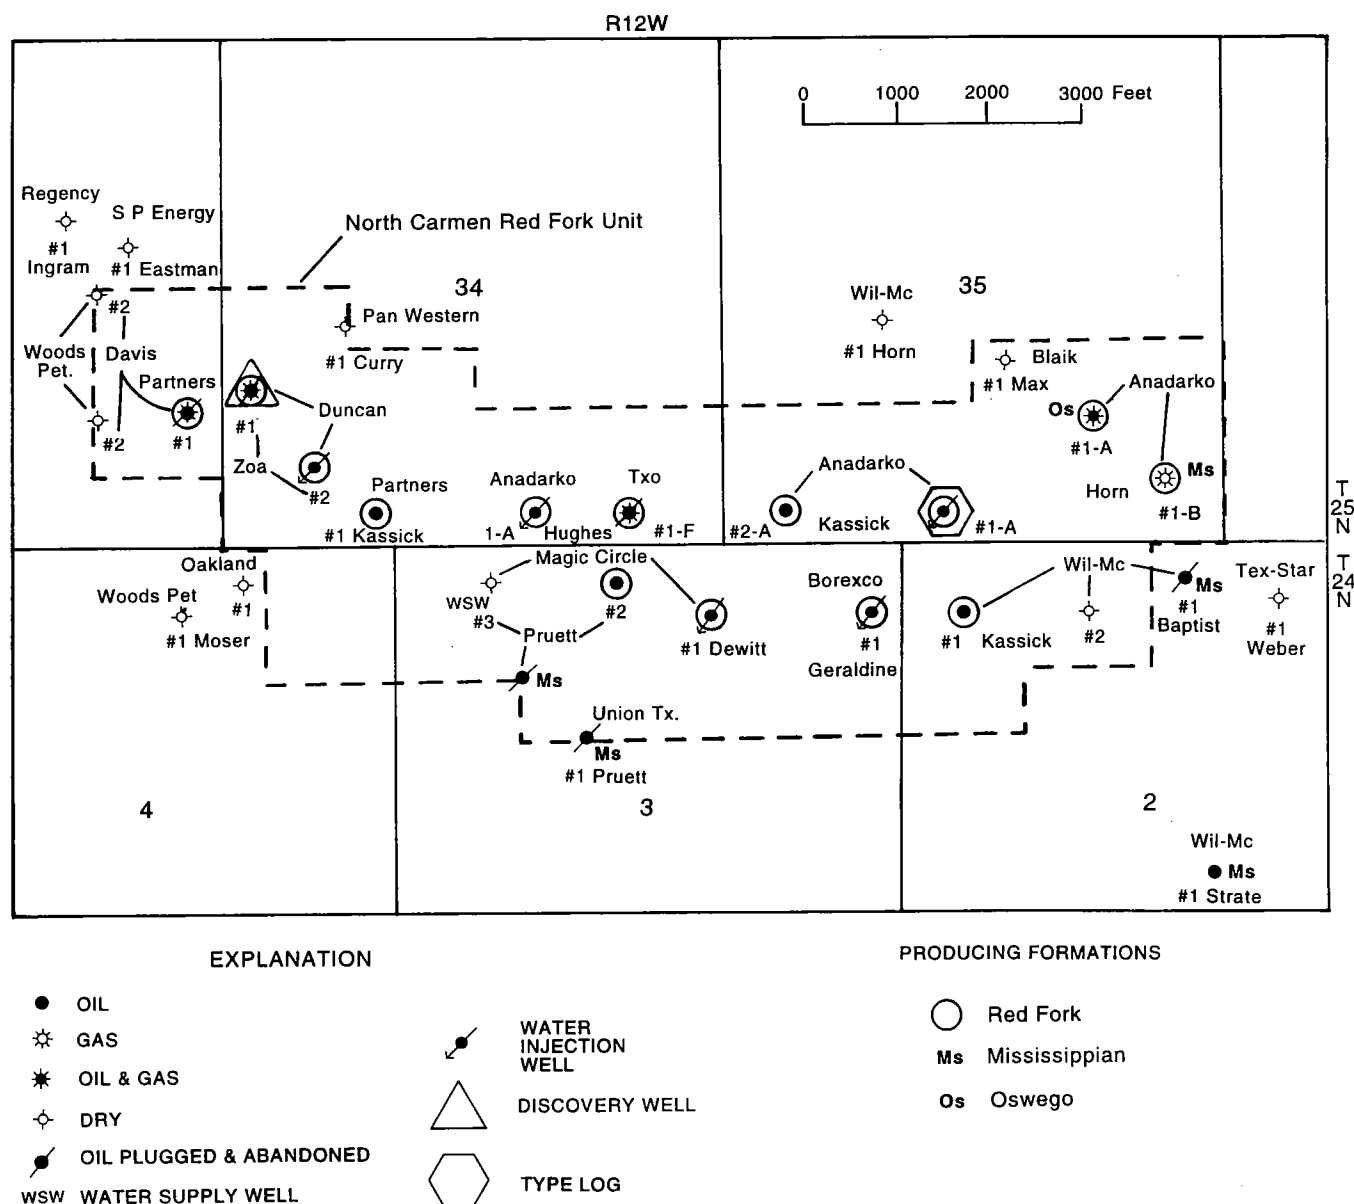 R12W
0 1000 2000 3000 Feet
Regency
#1
Ingram
S P Energy
#1 Eastman
North Carmen Red Fork Unit
34
35
#2
Pan Western
#1 Curry
Wil-Mc
#1 Horn
Woods
Pet.
Davis
Partners
#1
#2
#1
Duncan
Zoa
#2
Blaik
#1 Max
Anadarko
Os
#1-A
Ms
Horn
#1-B
Partners
#1 Kassick
Anadarko
1-A
Hughes
Txo
#1-F
Anadarko
#2-A
Kassick
#1-A
T
25
N
T
24
N
Oakland
#1
Woods Pet
#1 Moser
Magic Circle
WSW
#3
#2
Pruett
Ms
#1 Dewitt
Borexco
#1
Geraldine
Wil-Mc
#1
Kassick
#2
Ms
#1
Baptist
Tex-Star
#1
Weber
Union Tx.
Ms
#1 Pruett
4
3
2
Wil-Mc
Ms
#1 Strate
EXPLANATION
OIL
GAS
OIL & GAS
DRY
OIL PLUGGED & ABANDONED
WSW WATER SUPPLY WELL
WATER
INJECTION
WELL
DISCOVERY WELL
TYPE LOG
PRODUCING FORMATIONS
Red Fork
Ms Mississippian
Os Oswego